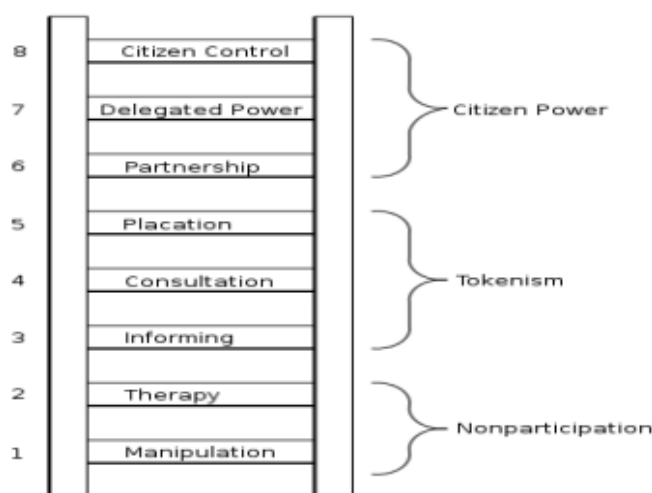 8 Citizen Control
7 Delegated Power
Citizen Power
6 Partnership
5 Placation
4 Consultation
Tokenism
3 Informing
2 Therapy
Nonparticipation
1 Manipulation